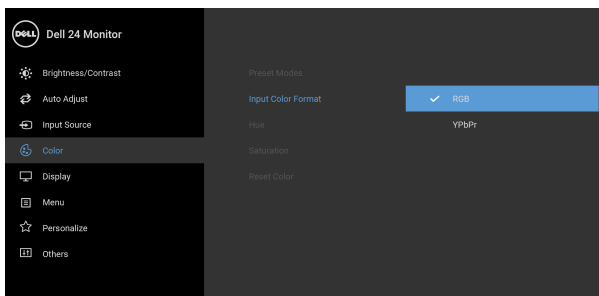 DELL Dell 24 Monitor
Brightness/Contrast
Auto Adjust
Input Source
Color
Display
Menu
Personalize
Others
Preset Modes
Input Color Format
Hue
Saturation
Reset Color
RGB
YPbPr